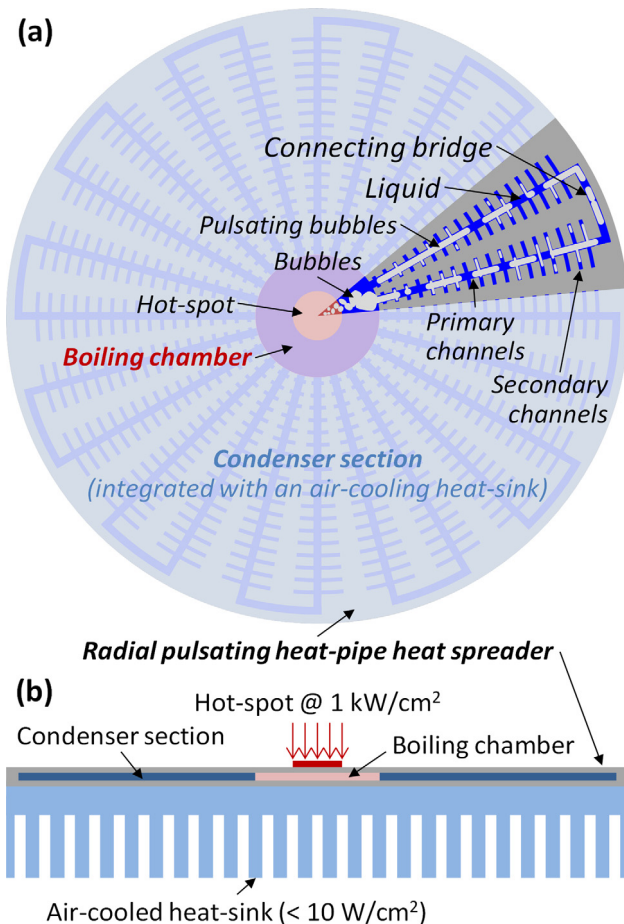 (a)
Connecting bridge
Liquid
Pulsating bubbles
Bubbles
Hot-spot
Boiling chamber
Primary
channels
Secondary
channels
Condenser section
(integrated with an air-cooling heat-sink)
Radial pulsating heat-pipe heat spreader
(b)
Hot-spot @ 1 kW/cm²
Condenser section
Boiling chamber
Air-cooled heat-sink (< 10 W/cm²)